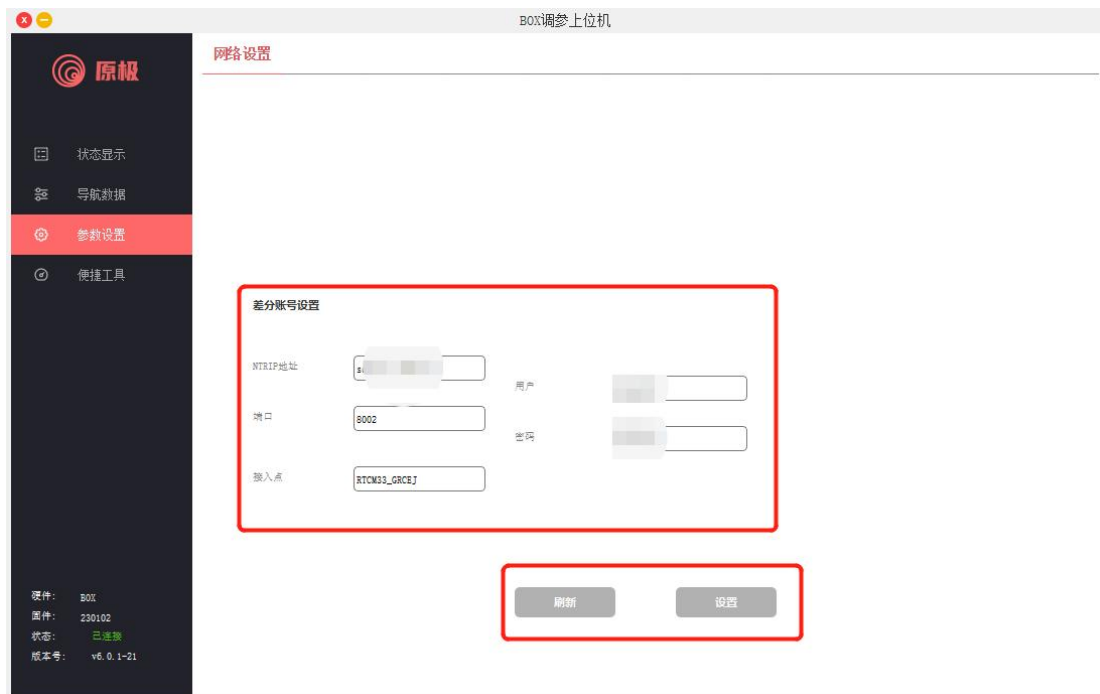 BOX调参上位机
原极
网络设置
状态显示
导航数据
参数设置
便捷工具
差分账号设置
NTRIP地址
用户
端口
8002
密码
接入点
RTCM33_GRCEJ
刷新
设置
硬件: BOX
固件: 230102
状态: 已连接
版本号: v6.0.1-21